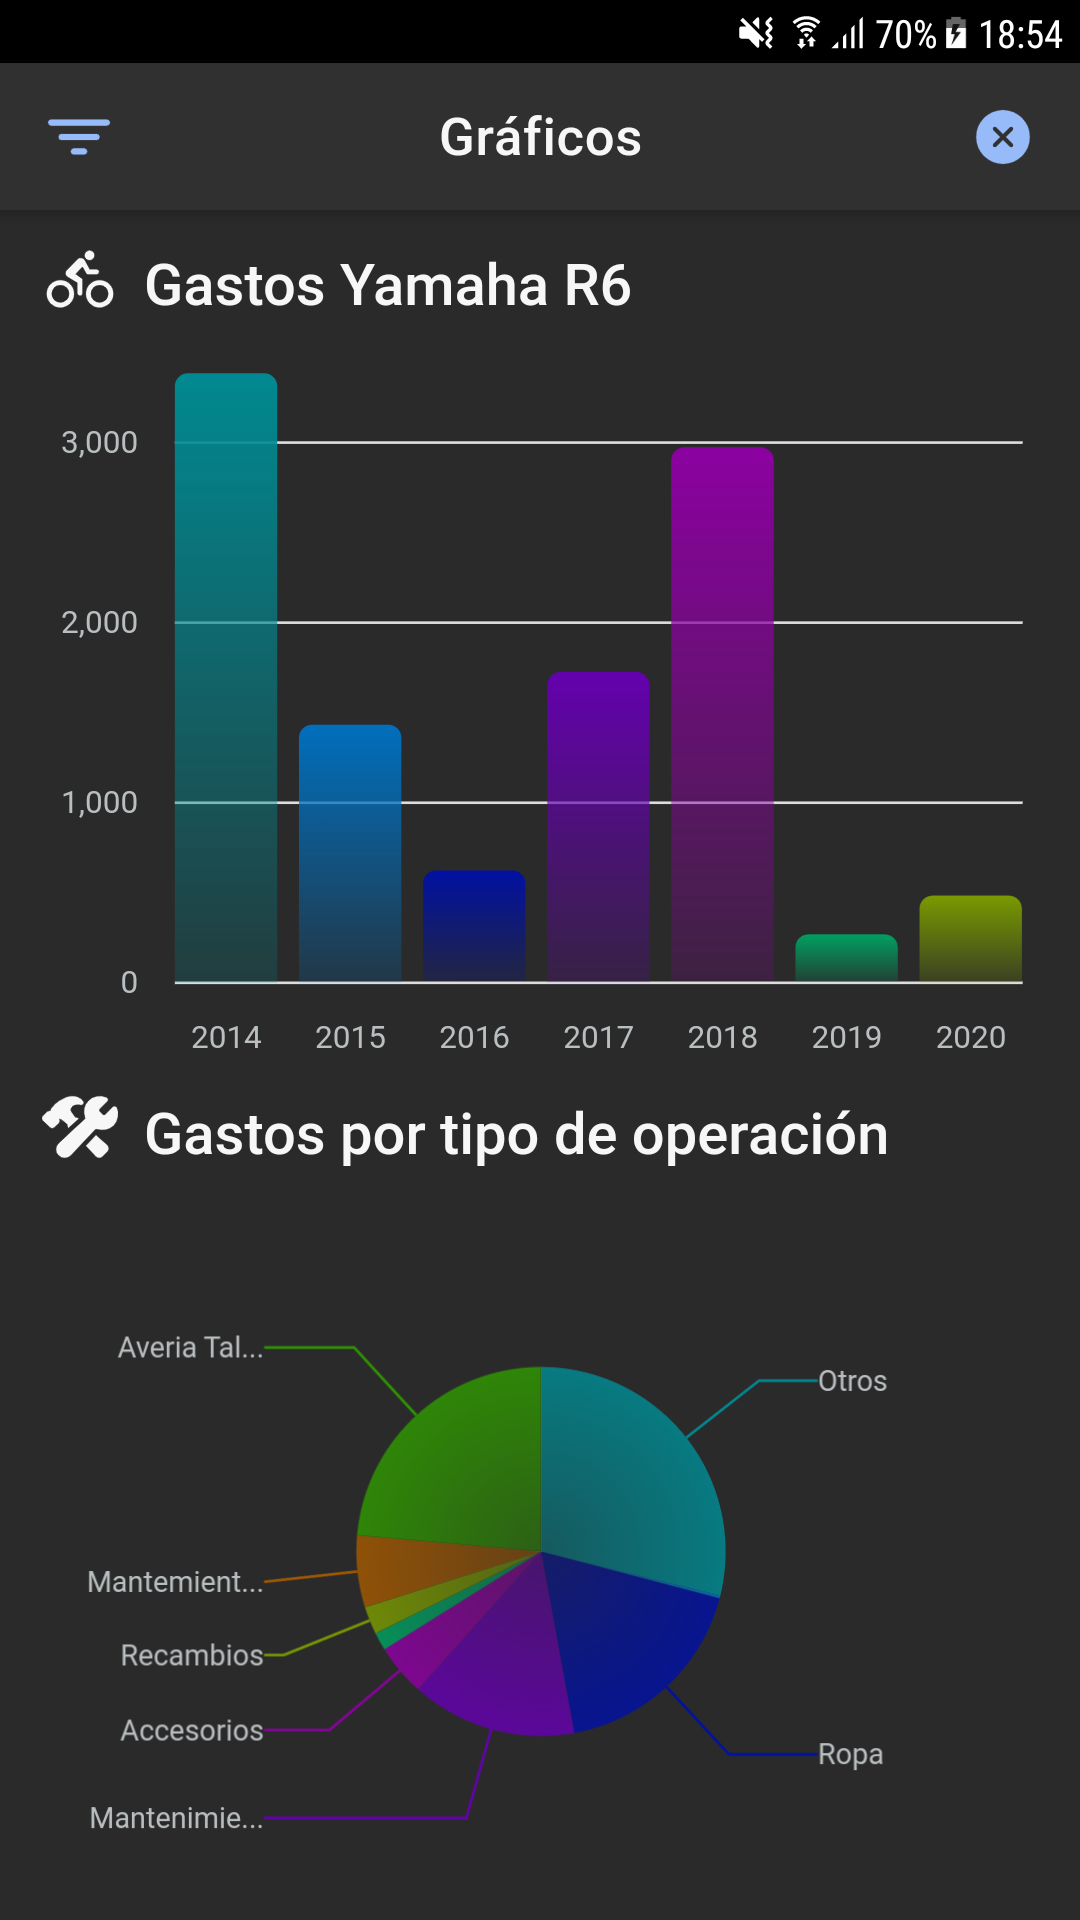 70% 18:54
Gráficos
Gastos Yamaha R6
3,000
2,000
1,000
0
2014 2015 2016 2017 2018 2019 2020
Gastos por tipo de operación
Averia Tal...
Otros
Mantemient...
Recambios
Accesorios
Ropa
Mantenimie...